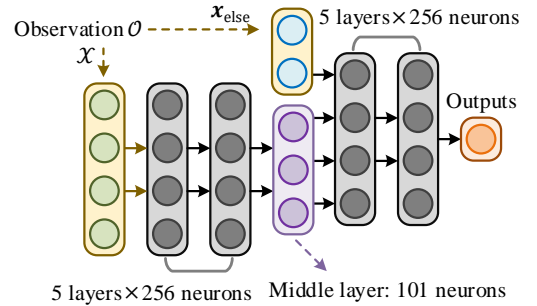 Observation 𝒪
𝒙else
5 layers×256 neurons
𝒳
Outputs
5 layers×256 neurons
Middle layer: 101 neurons